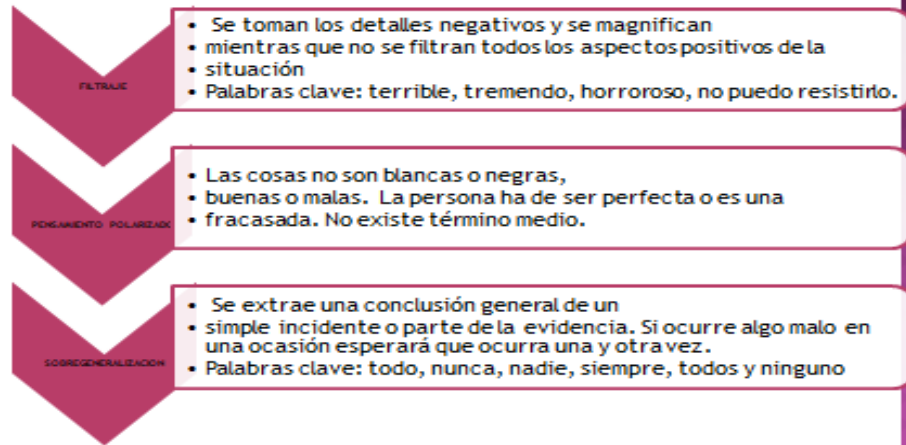 FILTRAJE
• Se toman los detalles negativos y se magnifican
• mientras que no se filtran todos los aspectos positivos de la
• situación
• Palabras clave: terrible, tremendo, horroroso, no puedo resistirlo.
PENSAMIENTO POLARIZADO
• Las cosas no son blancas o negras,
• buenas o malas. La persona ha de ser perfecta o es una
• fracasada. No existe término medio.
SOBREGENERALIZACION
• Se extrae una conclusión general de un
• simple incidente o parte de la evidencia. Si ocurre algo malo en
una ocasión esperará que ocurra una y otra vez.
• Palabras clave: todo, nunca, nadie, siempre, todos y ninguno